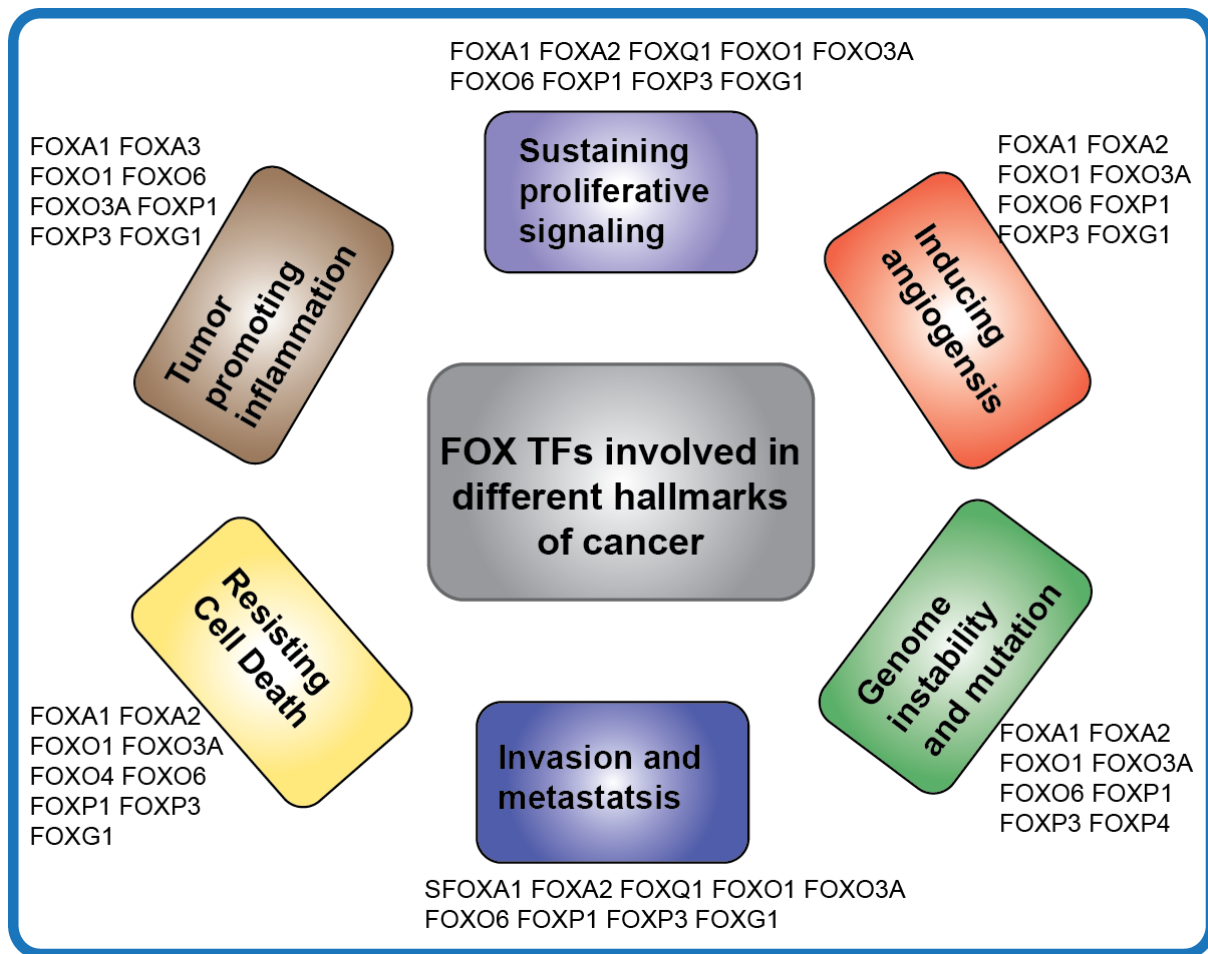 FOXA1 FOXA2 FOXQ1 FOXO1 FOXO3A
FOXO6 FOXP1 FOXP3 FOXG1
Sustaining
proliferative
signaling
FOXA1 FOXA3
FOXO1 FOXO6
FOXO3A FOXP1
FOXP3 FOXG1
Tumor
promoting
inflammation
FOXA1 FOXA2
FOXO1 FOXO3A
FOXO6 FOXP1
FOXP3 FOXG1
Inducing
angiogensis
FOX TFs involved in
different hallmarks
of cancer
Resisting
Cell Death
FOXA1 FOXA2
FOXO1 FOXO3A
FOXO4 FOXO6
FOXP1 FOXP3
FOXG1
Genome
instability
and mutation
FOXA1 FOXA2
FOXO1 FOXO3A
FOXO6 FOXP1
FOXP3 FOXP4
Invasion and
metastatsis
SFOXA1 FOXA2 FOXQ1 FOXO1 FOXO3A
FOXO6 FOXP1 FOXP3 FOXG1